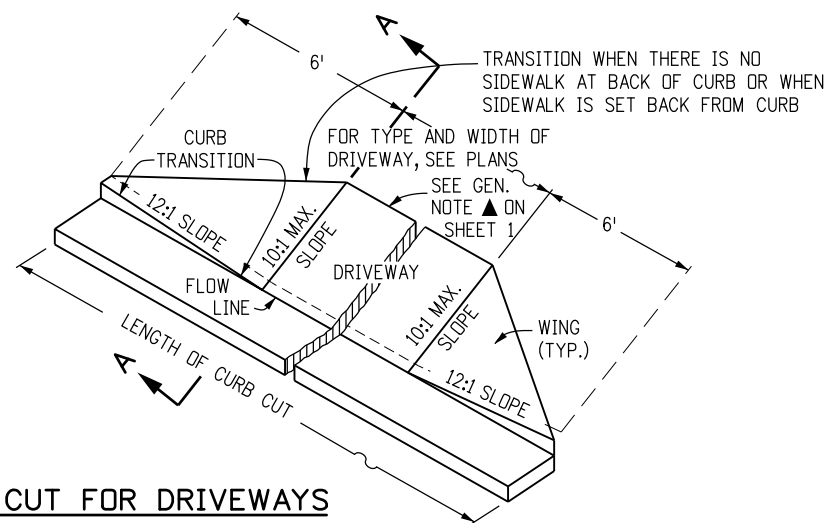 A
6'
TRANSITION WHEN THERE IS NO
SIDEWALK AT BACK OF CURB OR WHEN
SIDEWALK IS SET BACK FROM CURB
CURB
TRANSITION
FOR TYPE AND WIDTH OF
DRIVEWAY, SEE PLANS
SEE GEN.
NOTE ▲ ON
SHEET 1
6'
12:1 SLOPE
10:1 MAX.
SLOPE
DRIVEWAY
FLOW
LINE
10:1 MAX.
SLOPE
WING
(TYP.)
LENGTH OF CURB CUT
12:1 SLOPE
A
CUT FOR DRIVEWAYS